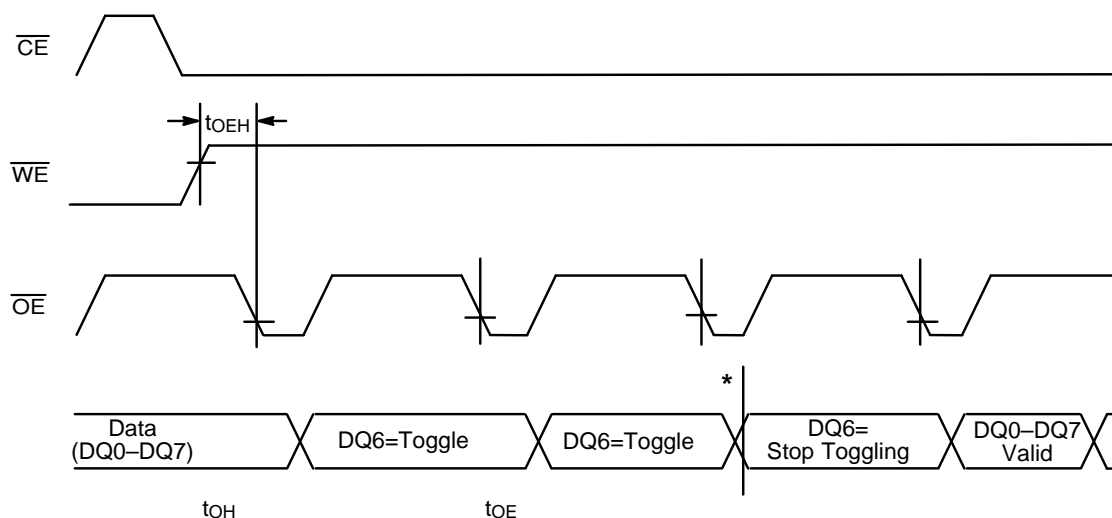 CE
tOEH
WE
OE
*
Data
(DQ0–DQ7)
DQ6=Toggle
DQ6=Toggle
DQ6=
Stop Toggling
DQ0–DQ7
Valid
tOH
tOE